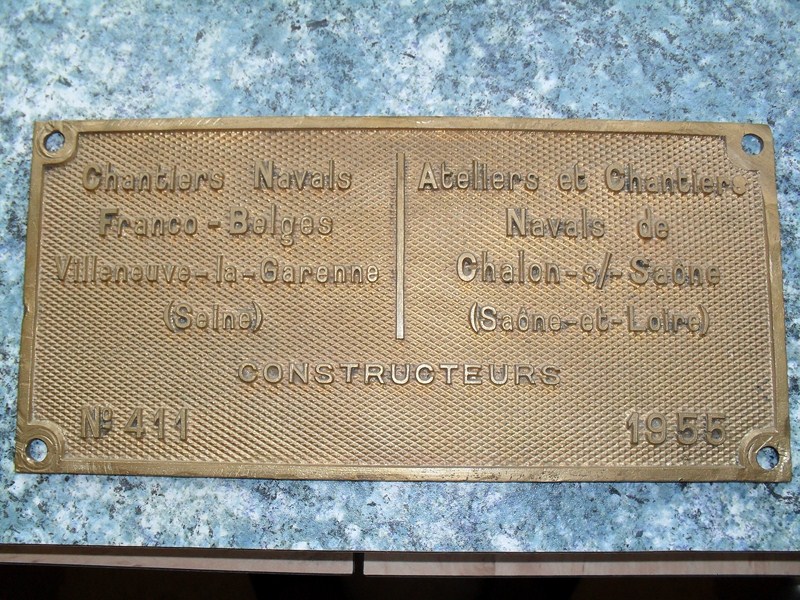 Chantiers Navals
Franco-Belges
Villeneuve-la-Garenne
(Seine)
Ateliers et Chantiers
Navals de
Chalon-s/-Saône
(Saône-et-Loire)
CONSTRUCTEURS
Nº 411
1955